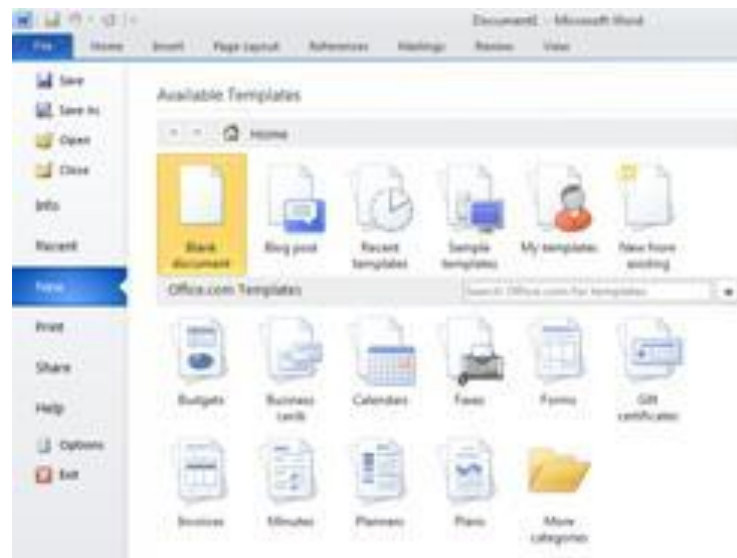 Document1 - Microsoft Word
File Home Insert Page Layout References Mailings Review View
Save
Save As
Open
Close
Info
Recent
New
Print
Share
Help
Options
Exit
Available Templates
Home
Blank document
Blog post
Recent templates
Sample templates
My templates
New from existing
Office.com Templates
Search Office.com for templates
Budgets
Business cards
Calendars
Faxes
Forms
Gift certificates
Invoices
Minutes
Planners
Plans
More categories